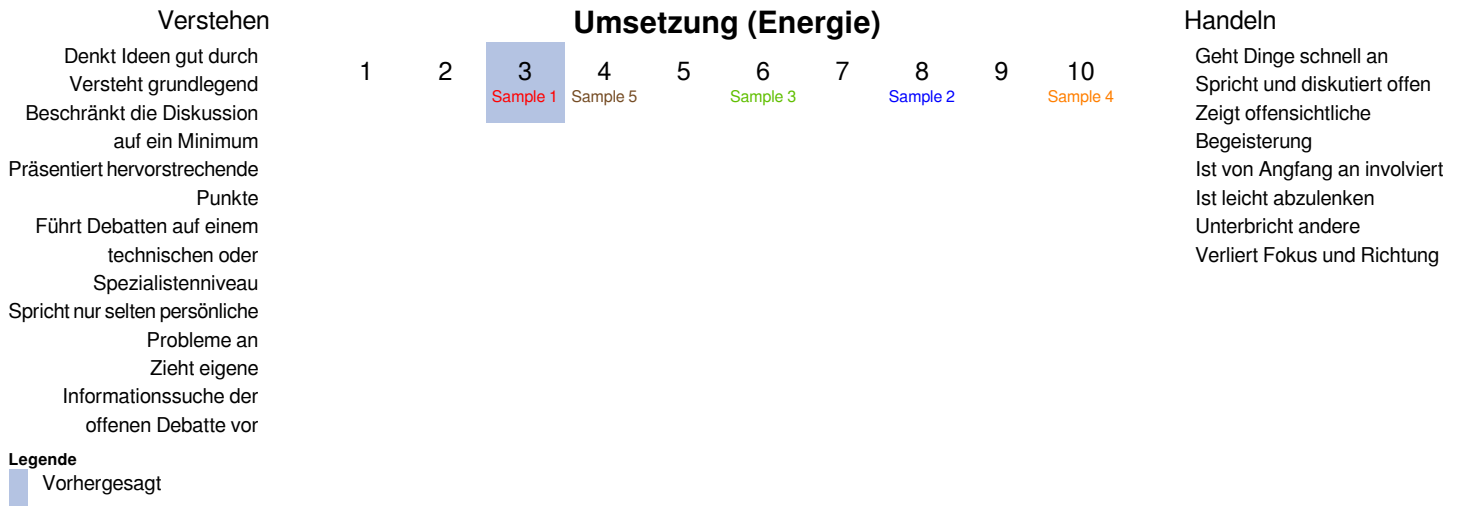 Verstehen
Denkt Ideen gut durch
Versteht grundlegend
Beschränkt die Diskussion
auf ein Minimum
Präsentiert hervorstrechende
Punkte
Führt Debatten auf einem
technischen oder
Spezialistenniveau
Spricht nur selten persönliche
Probleme an
Zieht eigene
Informationssuche der
offenen Debatte vor
Umsetzung (Energie)
1 2 3 4 5 6 7 8 9 10
Sample 1 Sample 5 Sample 3 Sample 2 Sample 4
Handeln
Geht Dinge schnell an
Spricht und diskutiert offen
Zeigt offensichtliche
Begeisterung
Ist von Angfang an involviert
Ist leicht abzulenken
Unterbricht andere
Verliert Fokus und Richtung
Legende
Vorhergesagt